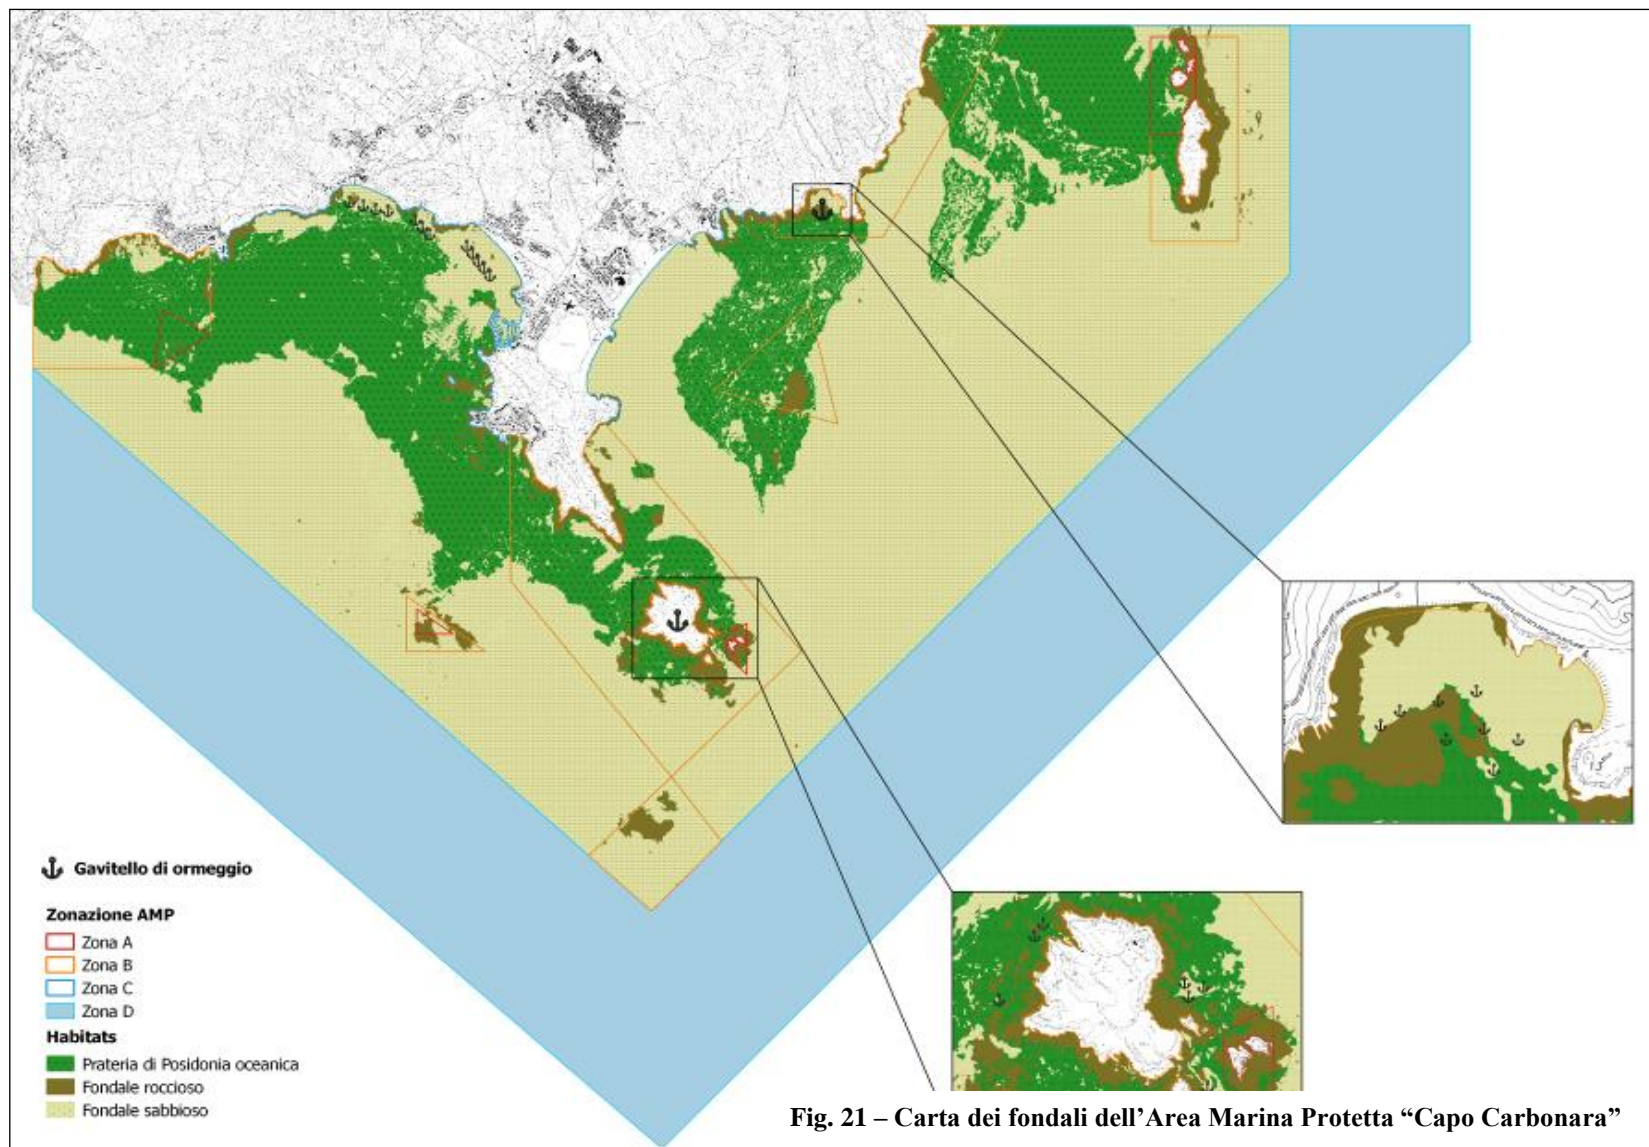 Gavitello di ormeggio
Zonazione AMP
Zona A
Zona B
Zona C
Zona D
Habitats
Prateria di Posidonia oceanica
Fondale roccioso
Fondale sabbioso
Fig. 21 – Carta dei fondali dell’Area Marina Protetta “Capo Carbonara”